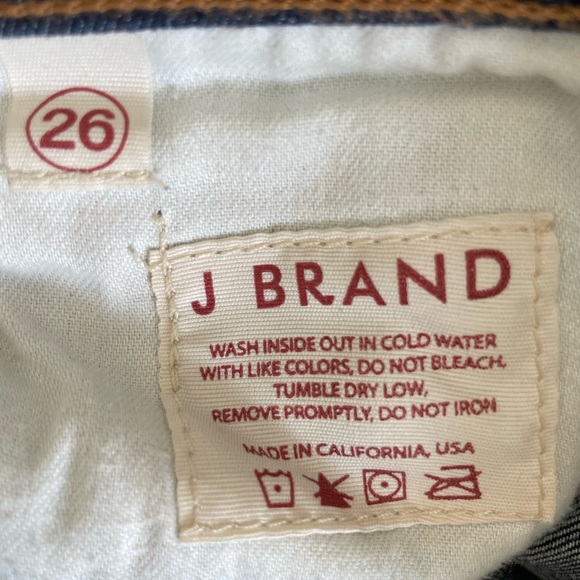 26
J BRAND
WASH INSIDE OUT IN COLD WATER
WITH LIKE COLORS, DO NOT BLEACH.
TUMBLE DRY LOW,
REMOVE PROMPTLY, DO NOT IRON
MADE IN CALIFORNIA, USA